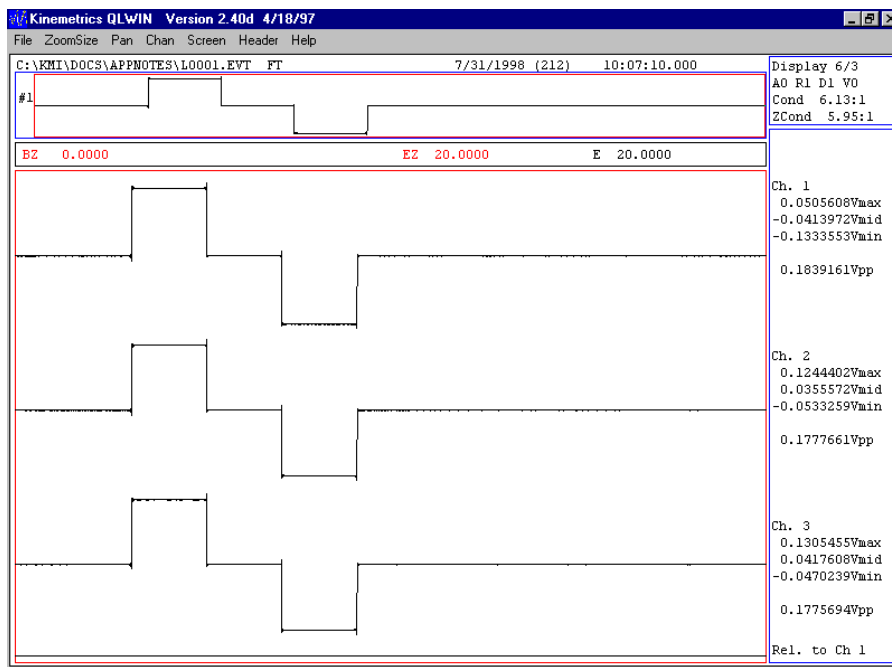 Kinemetrics QLWIN Version 2.40d 4/18/97
File ZoomSize Pan Chan Screen Header Help
C:\KMI\DOCS\APPNOTES\L0001.EVT FT 7/31/1998 (212) 10:07:10.000
#1
Display 6/3
A0 R1 D1 V0
Cond 6.13:1
ZCond 5.95:1
BZ 0.0000 EZ 20.0000 E 20.0000
Ch. 1
0.0505608Vmax
-0.0413972Vmid
-0.1333553Vmin
0.1839161Vpp
Ch. 2
0.1244402Vmax
0.0355572Vmid
-0.0533259Vmin
0.1777661Vpp
Ch. 3
0.1305455Vmax
0.0417608Vmid
-0.0470239Vmin
0.1775694Vpp
Rel. to Ch 1